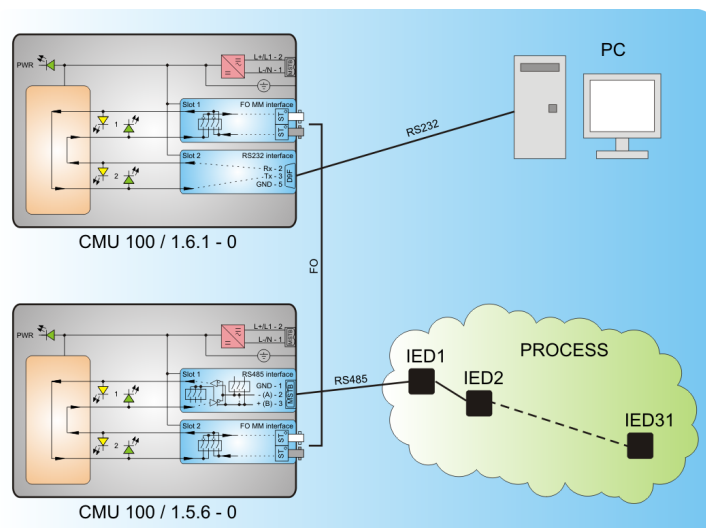 PWR
L+/L1 - 2
L-/N - 1
MSTB
Slot 1
FO MM interface
ST
ST
1
Slot 2
RS232 interface
Rx - 2
Tx - 3
GND - 5
D9F
2
CMU 100 / 1.6.1 - 0
RS232
PC
FO
PWR
L+/L1 - 2
L-/N - 1
MSTB
Slot 1
RS485 interface
GND - 1
- (A) - 2
+ (B) - 3
MSTB
1
Slot 2
FO MM interface
ST
ST
2
CMU 100 / 1.5.6 - 0
RS485
PROCESS
IED1
IED2
IED31